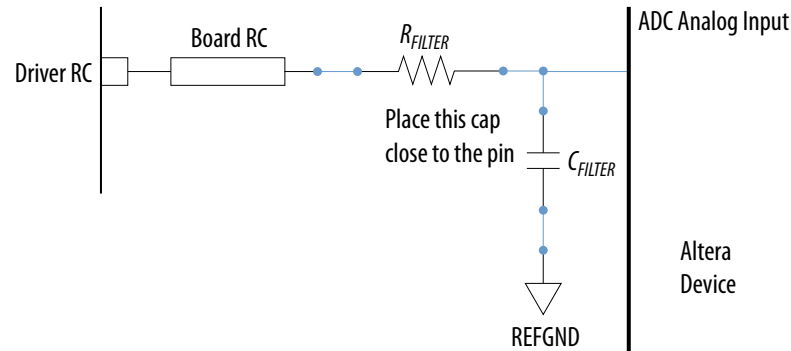 ADC Analog Input
Board RC
R_FILTER
Driver RC
Place this cap
close to the pin
C_FILTER
Altera
Device
REFGND